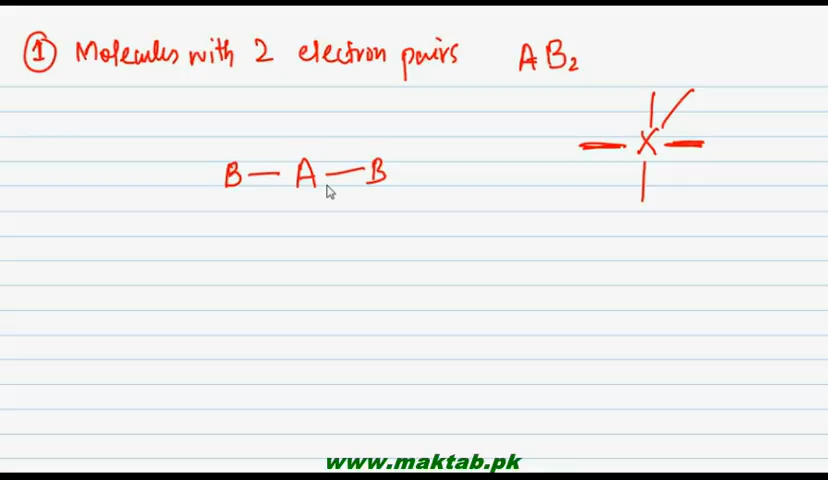 ① Molecules with 2 electron pairs AB₂
X
B — A — B
www.maktab.pk